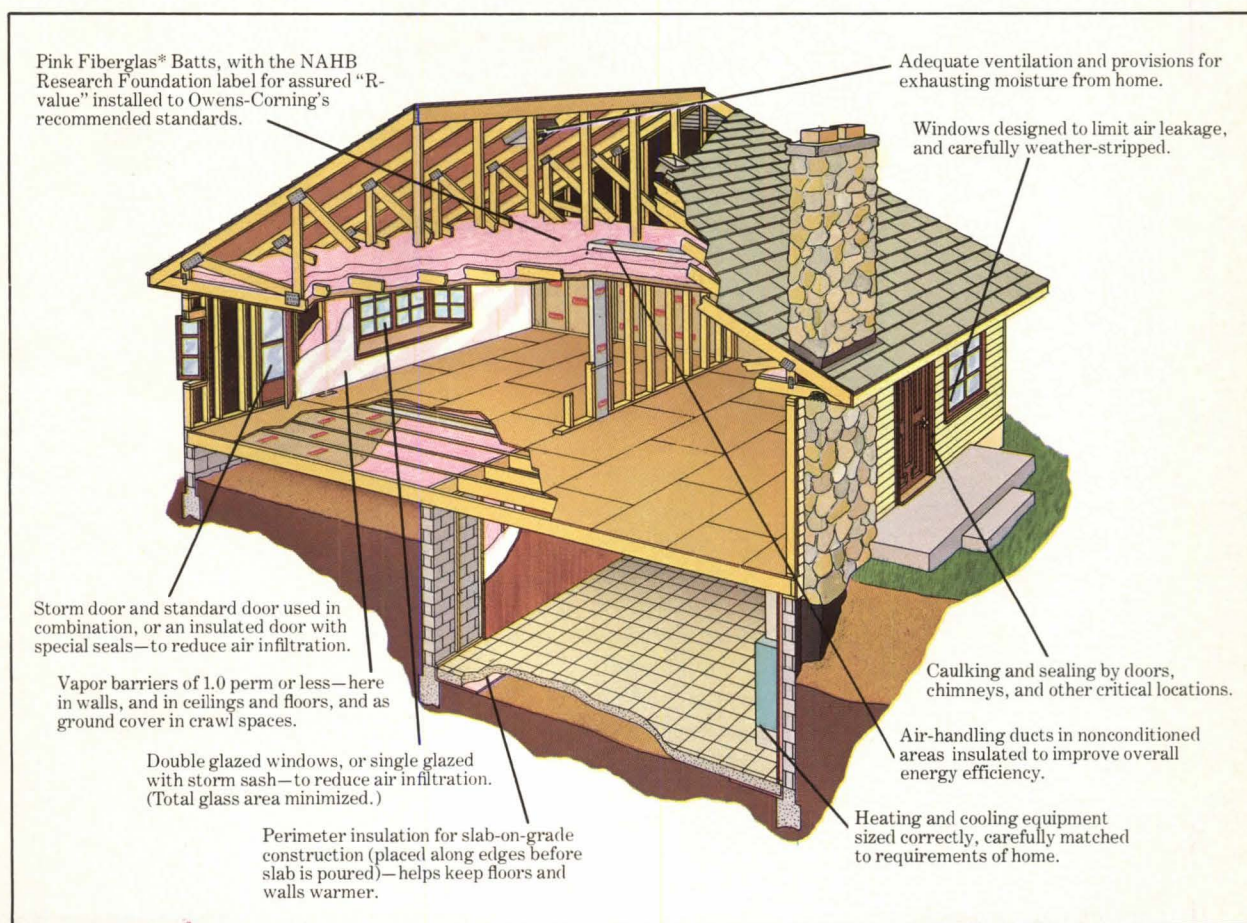 Pink Fiberglas* Batts, with the NAHB
Research Foundation label for assured “R-
value” installed to Owens-Corning’s
recommended standards.
Adequate ventilation and provisions for
exhausting moisture from home.
Windows designed to limit air leakage,
and carefully weather-stripped.
Storm door and standard door used in
combination, or an insulated door with
special seals—to reduce air infiltration.
Vapor barriers of 1.0 perm or less—here
in walls, and in ceilings and floors, and as
ground cover in crawl spaces.
Double glazed windows, or single glazed
with storm sash—to reduce air infiltration.
(Total glass area minimized.)
Perimeter insulation for slab-on-grade
construction (placed along edges before
slab is poured)—helps keep floors and
walls warmer.
Caulking and sealing by doors,
chimneys, and other critical locations.
Air-handling ducts in nonconditioned
areas insulated to improve overall
energy efficiency.
Heating and cooling equipment
sized correctly, carefully matched
to requirements of home.